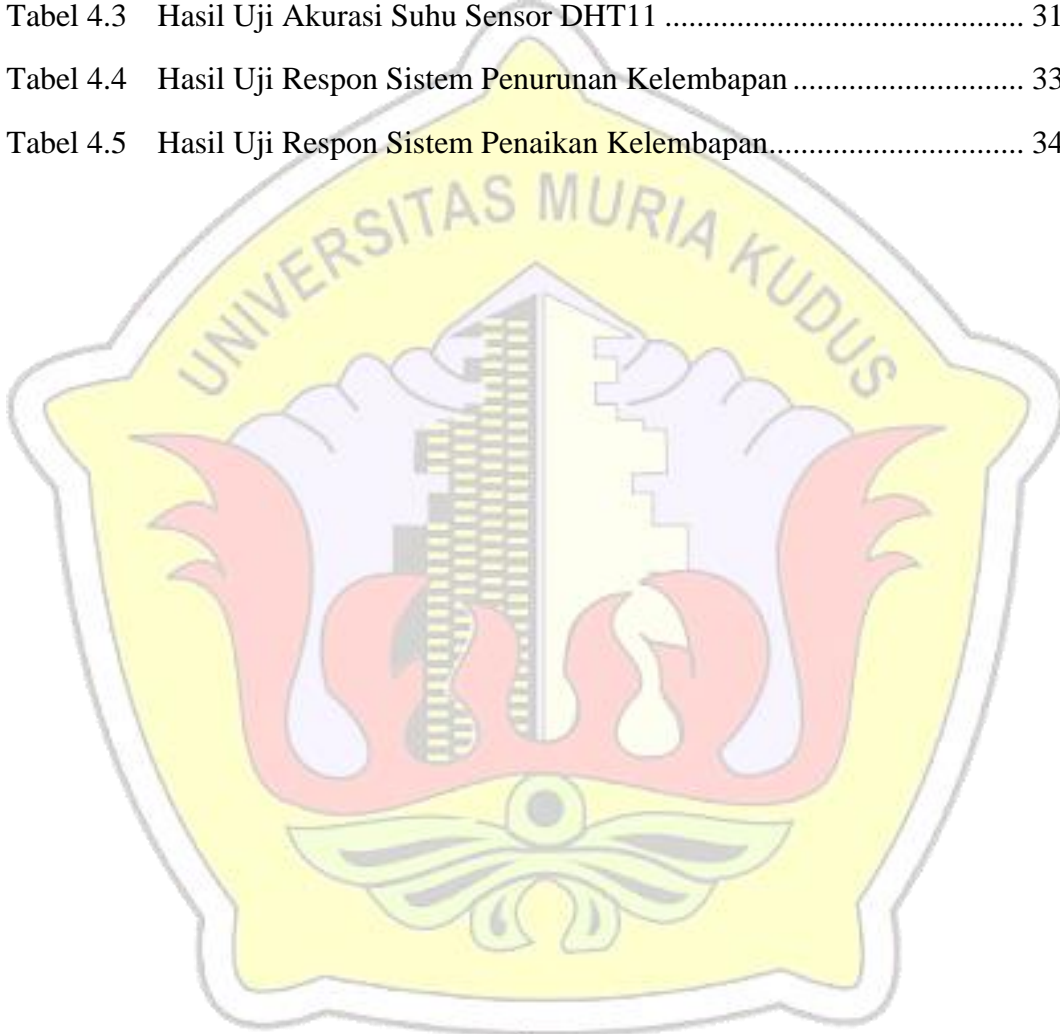 Tabel 4.3 Hasil Uji Akurasi Suhu Sensor DHT11 .................................... 31
Tabel 4.4 Hasil Uji Respon Sistem Penurunan Kelembapan .......................... 33
Tabel 4.5 Hasil Uji Respon Sistem Penaikan Kelembapan............................. 34
UNIVERSITAS MURIA KUDUS